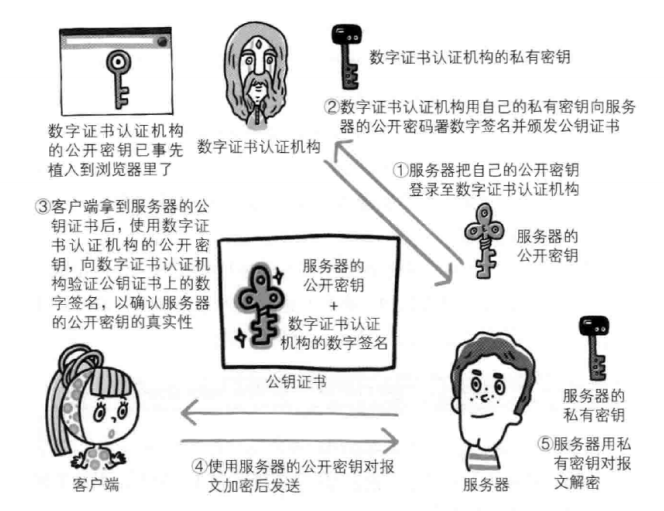 数字证书认证机构
的公开密钥已事先
植入到浏览器里了
数字证书认证机构
数字证书认证机构的私有密钥
②数字证书认证机构用自己的私有密钥向服务
器的公开密码署数字签名并颁发公钥证书
①服务器把自己的公开密钥
登录至数字证书认证机构
服务器的
公开密钥
③客户端拿到服务器的公
钥证书后，使用数字证
书认证机构的公开密
钥，向数字证书认证机
构验证公钥证书上的数
字签名，以确认服务器
的公开密钥的真实性
服务器的
公开密钥
+
数字证书认证
机构的数字签名
公钥证书
客户端
④使用服务器的公开密钥对报
文加密后发送
服务器
服务器的
私有密钥
⑤服务器用私
有密钥对报
文解密